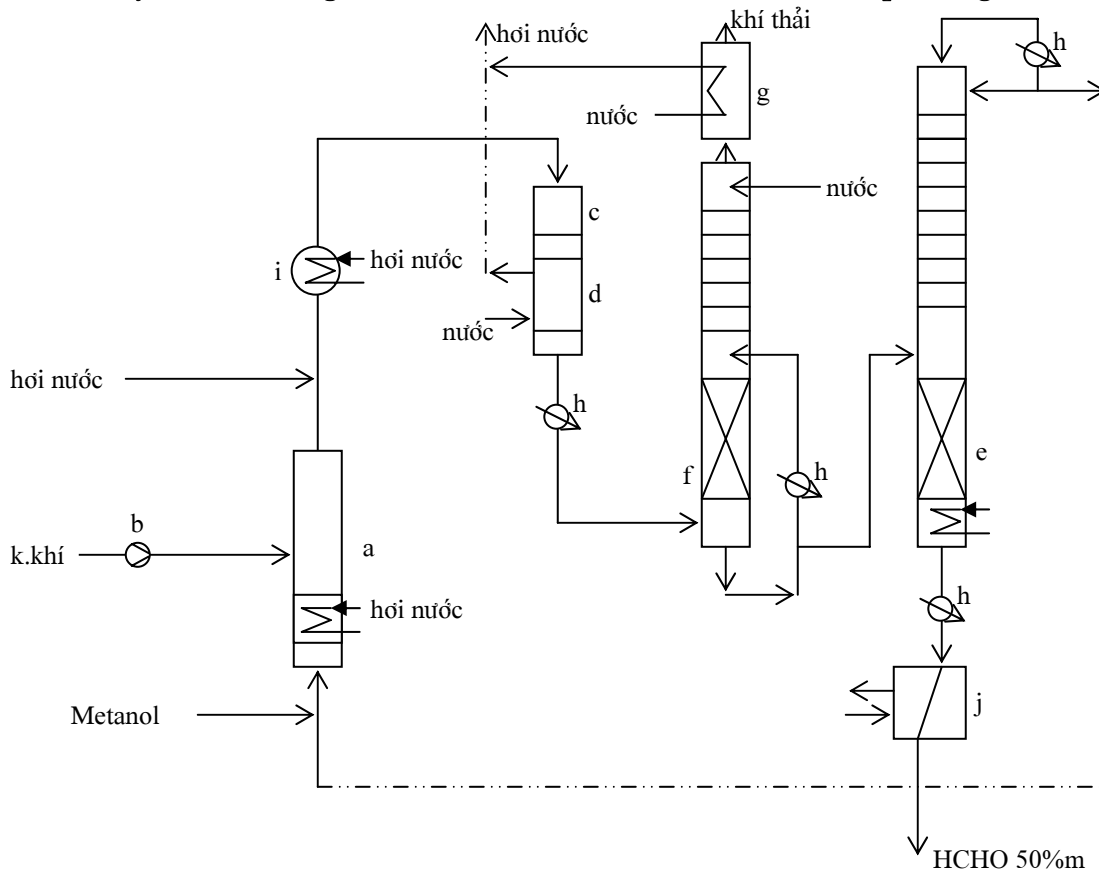 khí thải
h
hơi nước
g
nước
nước
c
hơi nước
i
d
nước
hơi nước
h
h
f
e
b
k.khí
a
h
hơi nước
Metanol
j
HCHO 50%m